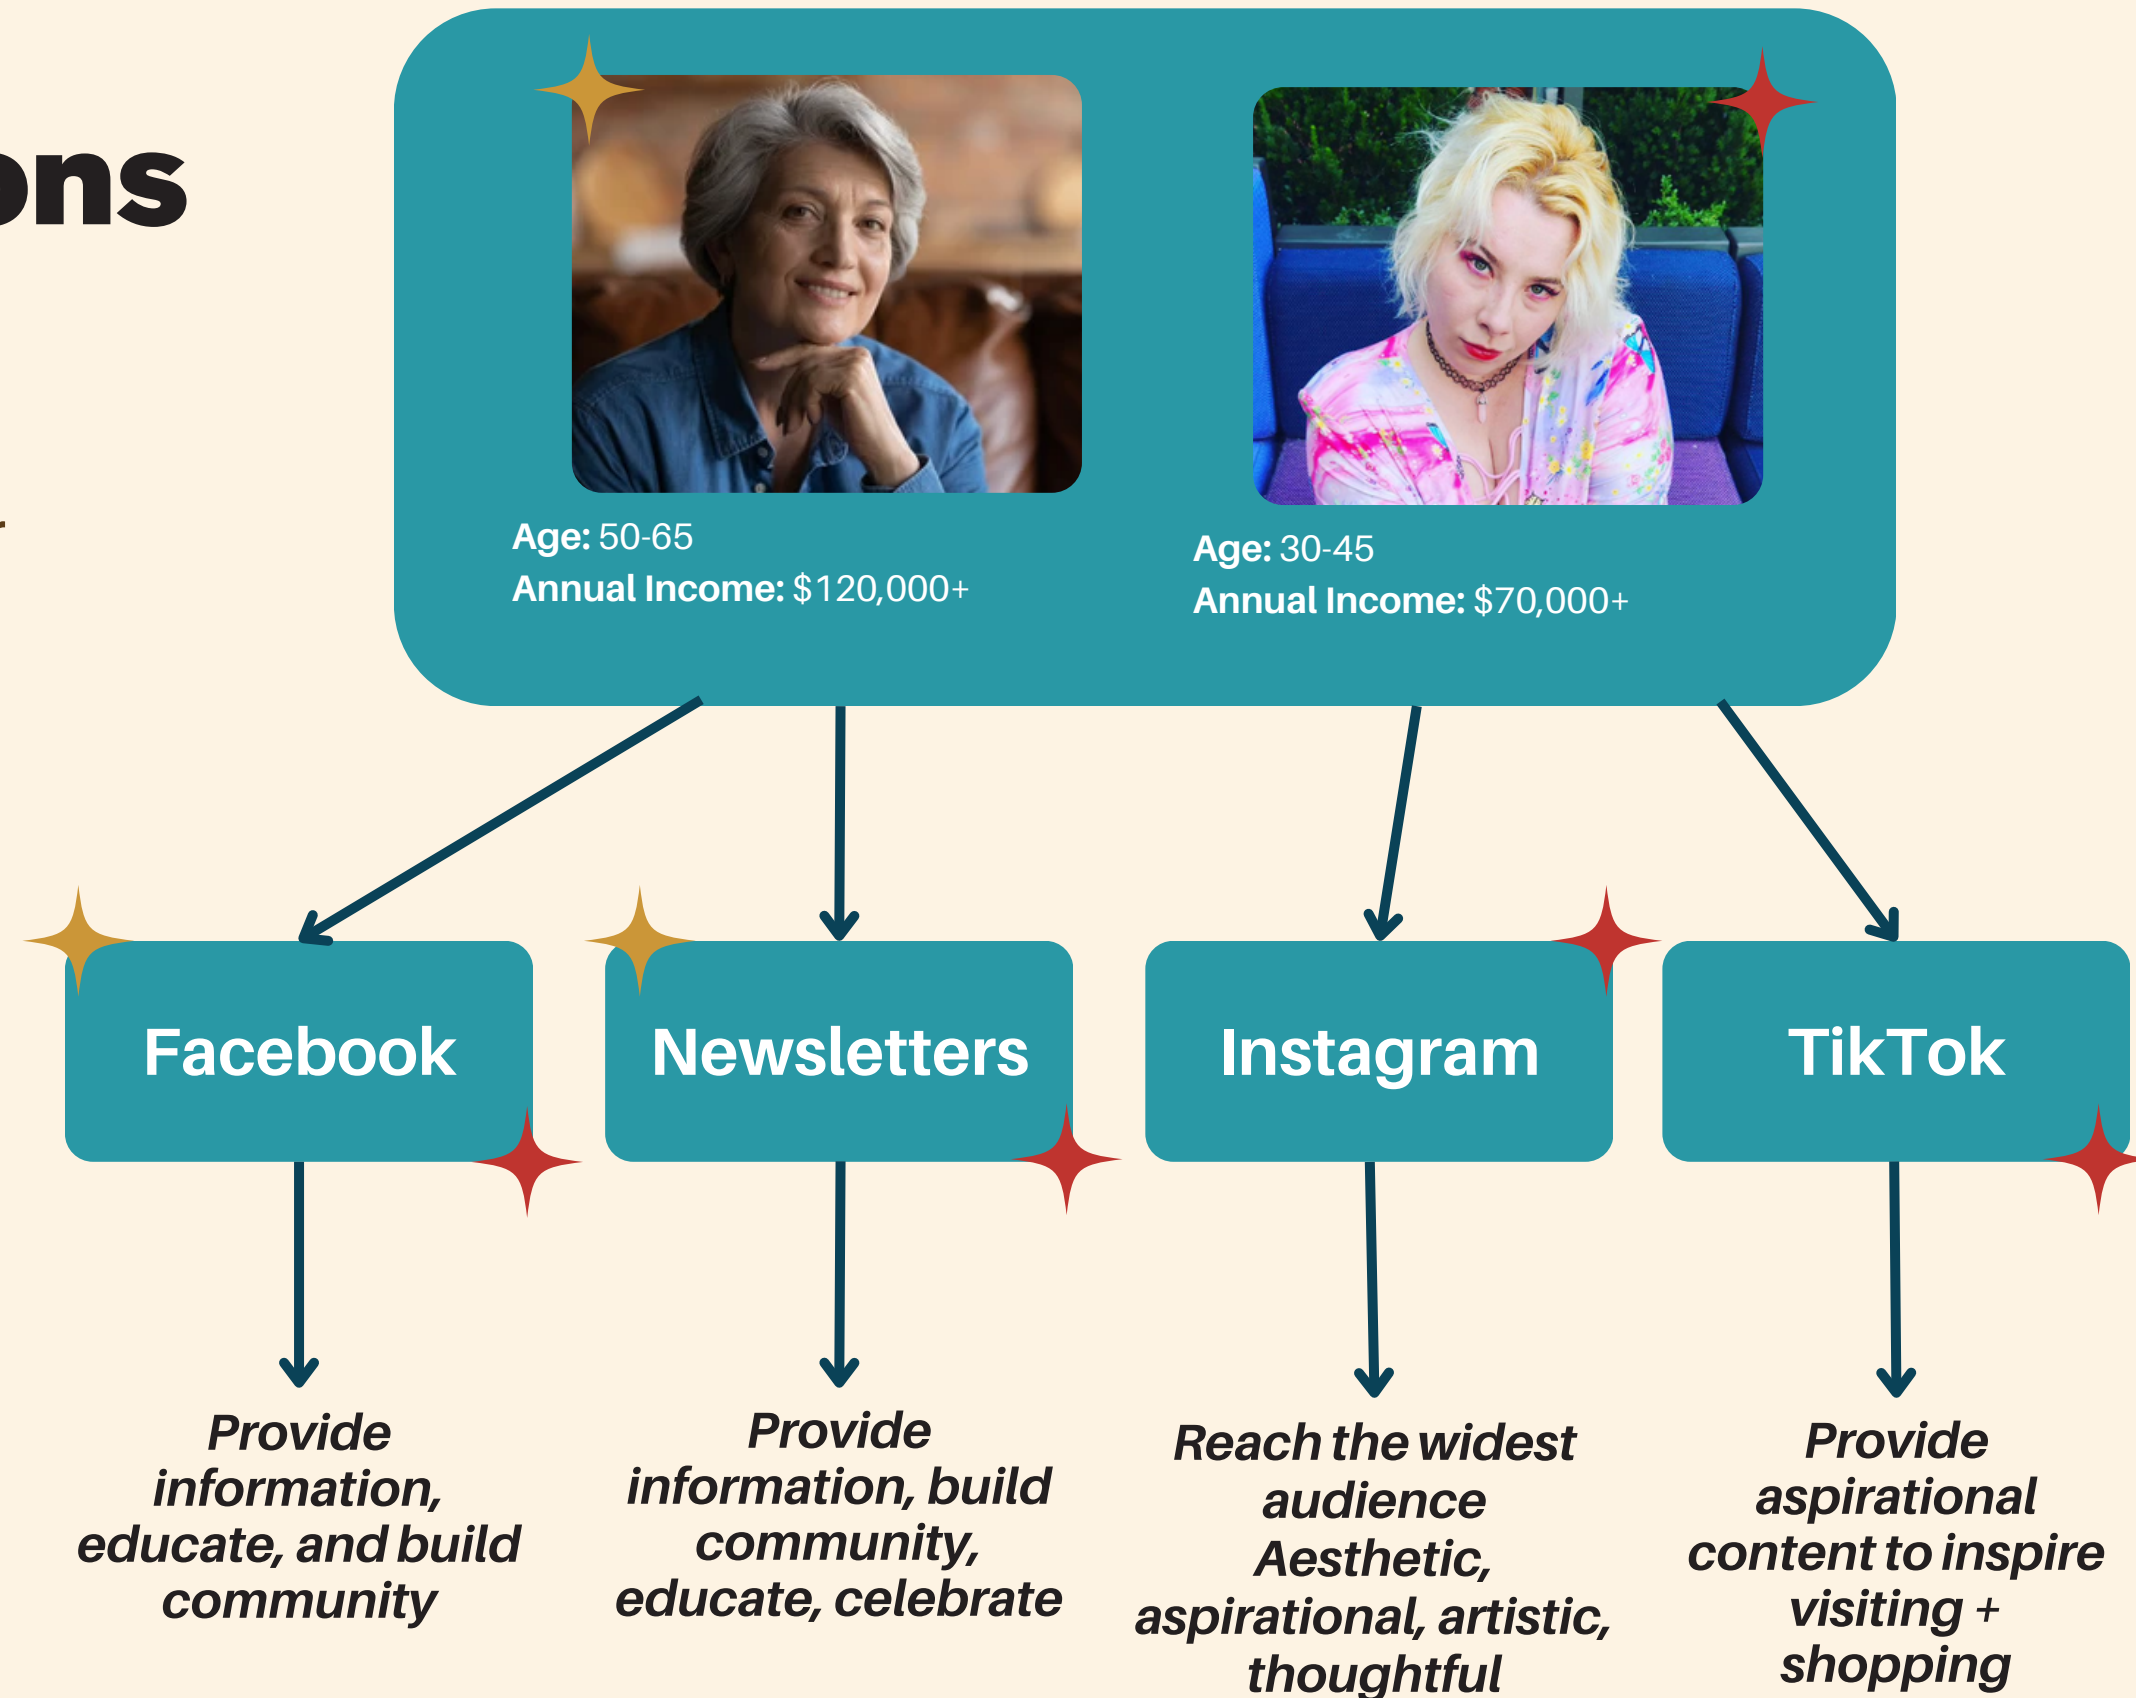 ons
Age: 50-65
Annual Income: $120,000+
Age: 30-45
Annual Income: $70,000+
Facebook
Newsletters
Instagram
TikTok
Provide
information,
educate, and build
community
Provide
information, build
community,
educate, celebrate
Reach the widest
audience
Aesthetic,
aspirational, artistic,
thoughtful
Provide
aspirational
content to inspire
visiting +
shopping